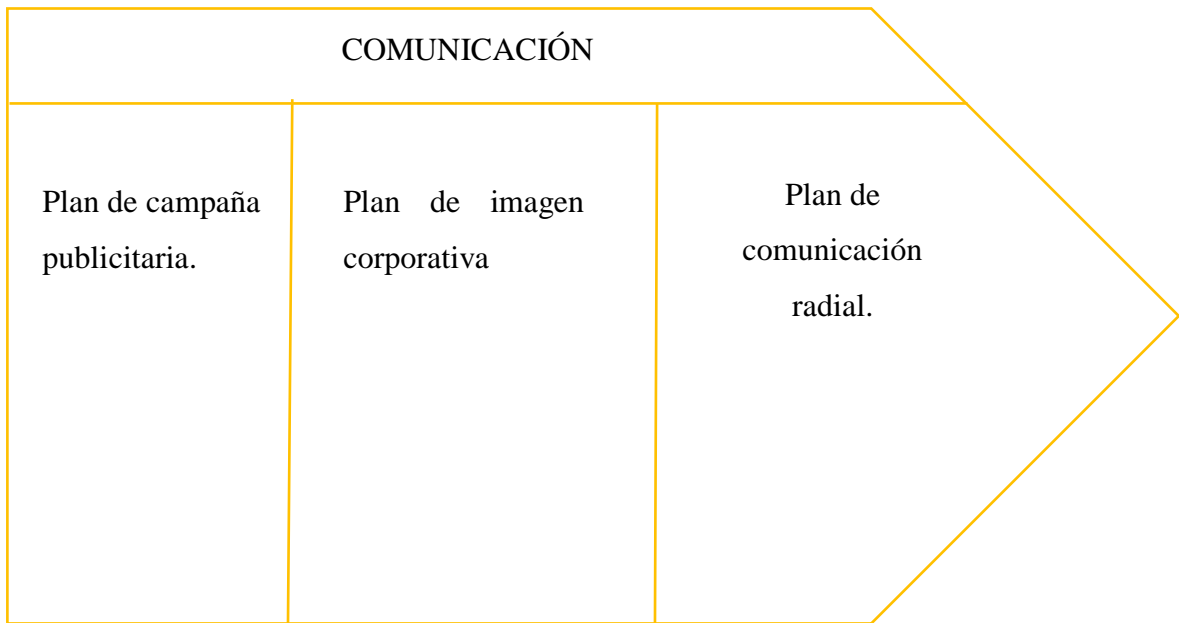 COMUNICACIÓN
Plan de campaña
publicitaria.
Plan de imagen
corporativa
Plan de
comunicación
radial.